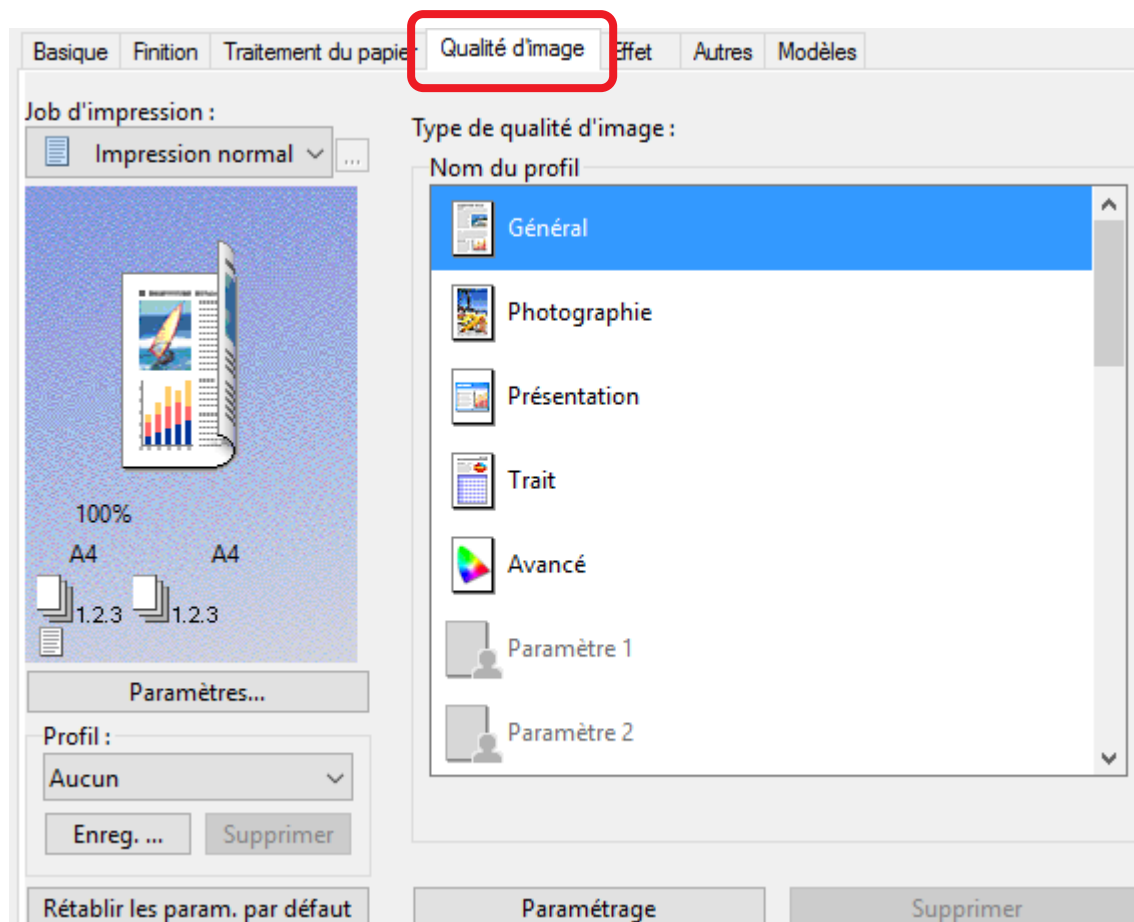 Basique Finition Traitement du papier Qualité d'image Effet Autres Modèles
Job d'impression :
Impression normal ...
100%
A4 A4
1.2.3 1.2.3
Paramètres...
Profil :
Aucun
Enreg. ... Supprimer
Rétablir les param. par défaut
Type de qualité d'image :
Nom du profil
Général
Photographie
Présentation
Trait
Avancé
Paramètre 1
Paramètre 2
Paramétrage Supprimer